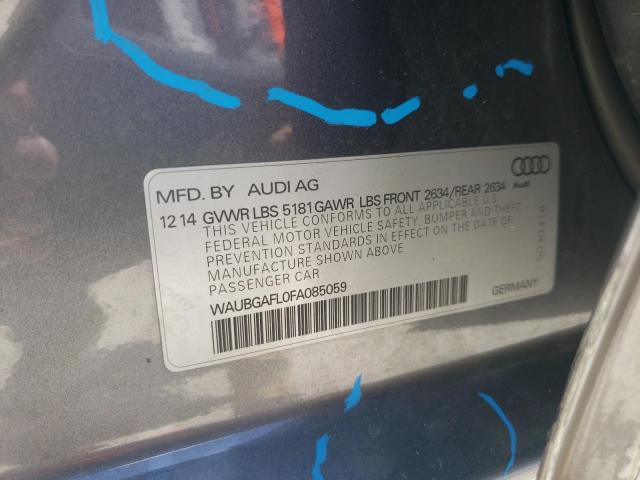 MFD. BY AUDI AG
Audi
12 14 GVWR LBS 5181 GAWR LBS FRONT 2634/REAR 2634
THIS VEHICLE CONFORMS TO ALL APPLICABLE U.S
FEDERAL MOTOR VEHICLE SAFETY, BUMPER AND THEFT
PREVENTION STANDARDS IN EFFECT ON THE DATE OF
MANUFACTURE SHOWN ABOVE
PASSENGER CAR
WAUBGAFL0FA085059
GERMANY